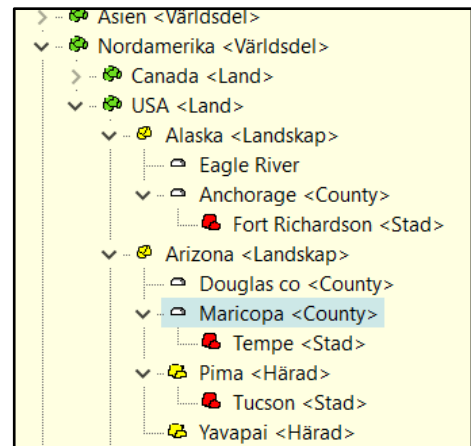 Asien <Världsdel>
Nordamerika <Världsdel>
Canada <Land>
USA <Land>
Alaska <Landskap>
Eagle River
Anchorage <County>
Fort Richardson <Stad>
Arizona <Landskap>
Douglas co <County>
Maricopa <County>
Tempe <Stad>
Pima <Härad>
Tucson <Stad>
Yavapai <Härad>